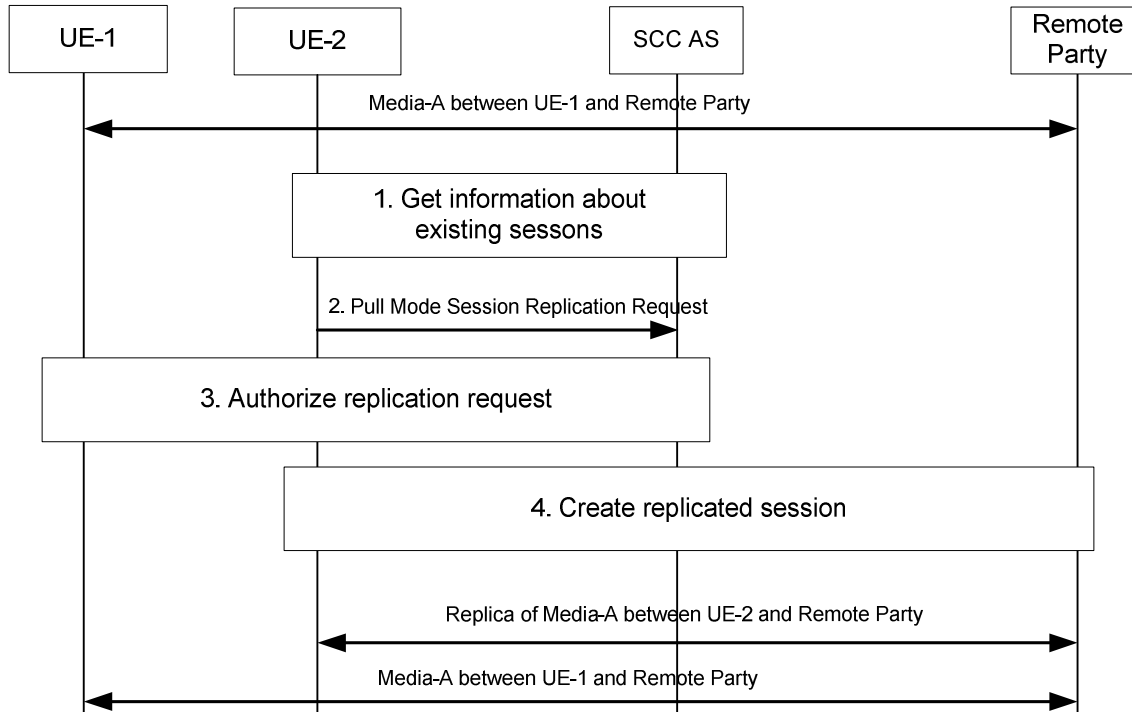 UE-1
UE-2
SCC AS
Remote
Party
Media-A between UE-1 and Remote Party
1. Get information about
existing sessons
2. Pull Mode Session Replication Request
3. Authorize replication request
4. Create replicated session
Replica of Media-A between UE-2 and Remote Party
Media-A between UE-1 and Remote Party